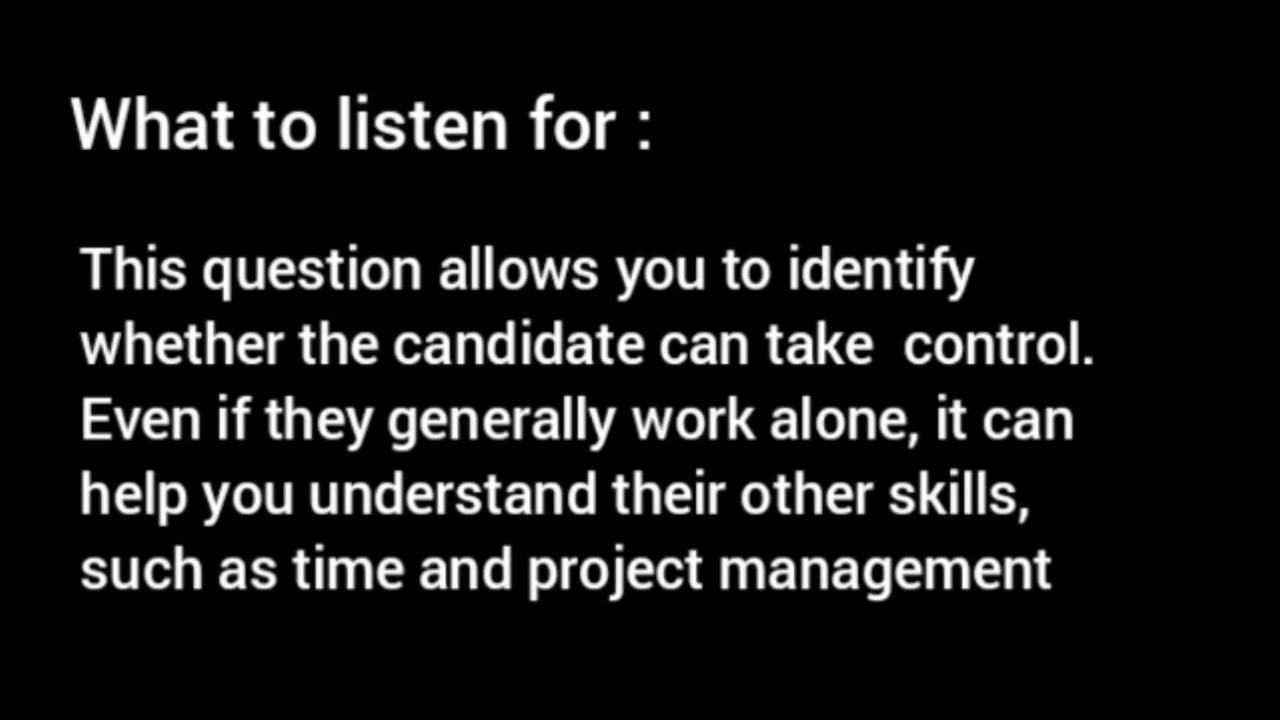 What to listen for :
This question allows you to identify
whether the candidate can take  control.
Even if they generally work alone, it can
help you understand their other skills,
such as time and project management